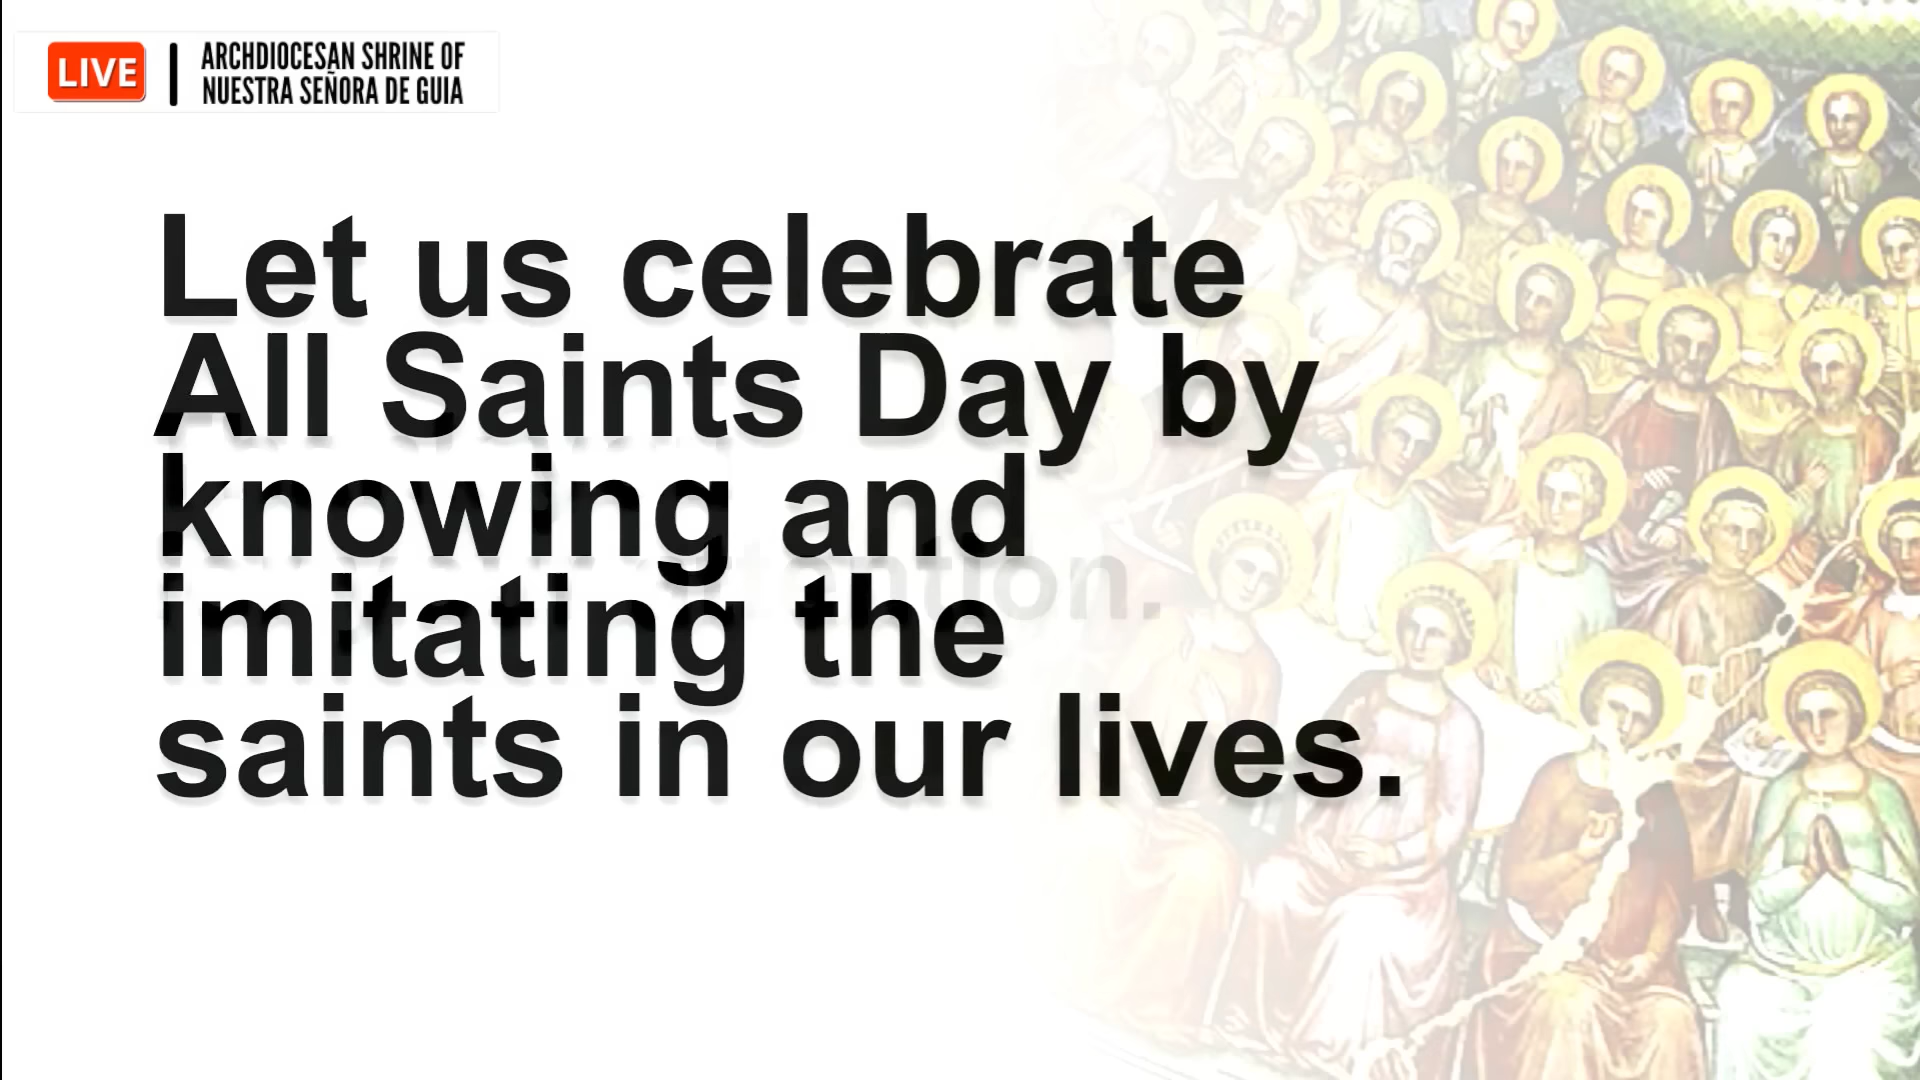 LIVE
ARCHDIOCESAN SHRINE OF
NUESTRA SEÑORA DE GUIA
Let us celebrate
All Saints Day by
knowing and
imitating the
saints in our lives.